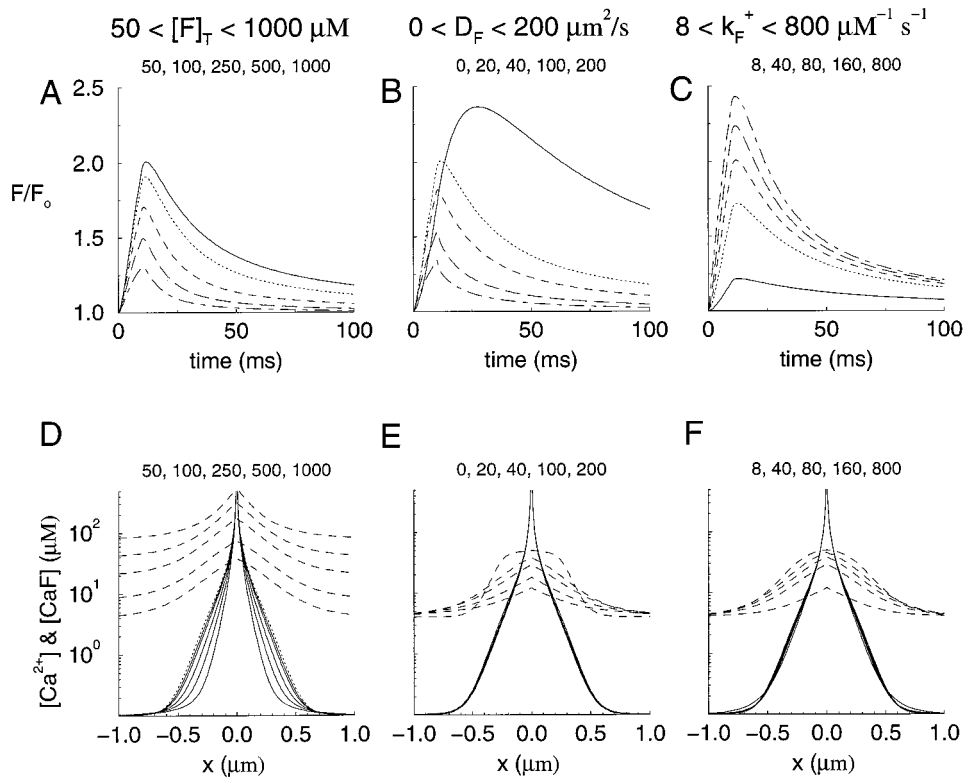 50 < [F]T < 1000 μM
0 < DF < 200 μm²/s
8 < kF⁺ < 800 μM⁻¹ s⁻¹
50, 100, 250, 500, 1000
0, 20, 40, 100, 200
8, 40, 80, 160, 800
A
B
C
2.5
2.0
1.5
1.0
F/Fo
0 50 100
0 50 100
0 50 100
time (ms)
time (ms)
time (ms)
D
E
F
50, 100, 250, 500, 1000
0, 20, 40, 100, 200
8, 40, 80, 160, 800
[Ca²⁺] & [CaF] (μM)
10²
10¹
10⁰
−1.0 −0.5 0.0 0.5 1.0
−1.0 −0.5 0.0 0.5 1.0
−1.0 −0.5 0.0 0.5 1.0
x (μm)
x (μm)
x (μm)